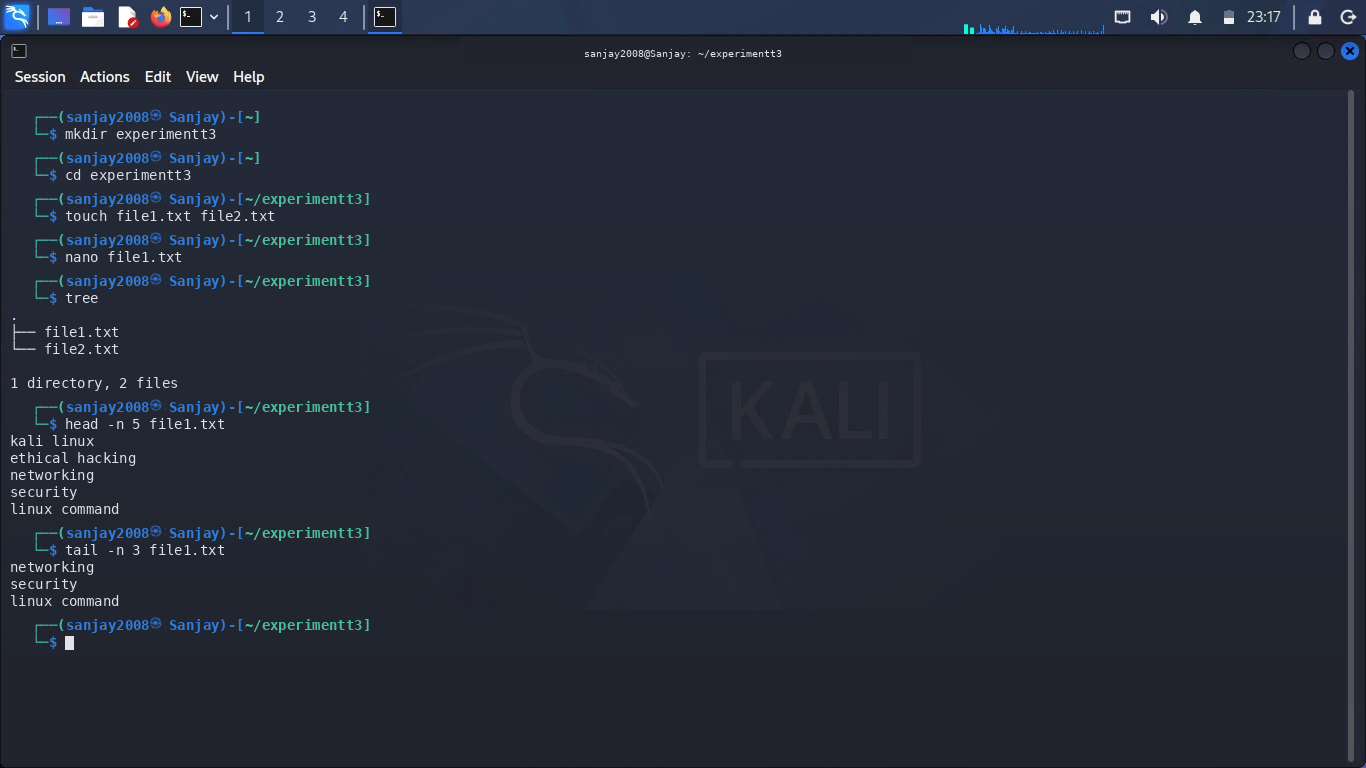 1 2 3 4 23:17
sanjay2008@Sanjay: ~/experimentt3
Session Actions Edit View Help
┌──(sanjay2008㉿ Sanjay)-[~]
└─$ mkdir experimentt3
┌──(sanjay2008㉿ Sanjay)-[~]
└─$ cd experimentt3
┌──(sanjay2008㉿ Sanjay)-[~/experimentt3]
└─$ touch file1.txt file2.txt
┌──(sanjay2008㉿ Sanjay)-[~/experimentt3]
└─$ nano file1.txt
┌──(sanjay2008㉿ Sanjay)-[~/experimentt3]
└─$ tree
.
├── file1.txt
└── file2.txt
1 directory, 2 files
┌──(sanjay2008㉿ Sanjay)-[~/experimentt3]
└─$ head -n 5 file1.txt
kali linux
ethical hacking
networking
security
linux command
┌──(sanjay2008㉿ Sanjay)-[~/experimentt3]
└─$ tail -n 3 file1.txt
networking
security
linux command
┌──(sanjay2008㉿ Sanjay)-[~/experimentt3]
└─$
KALI